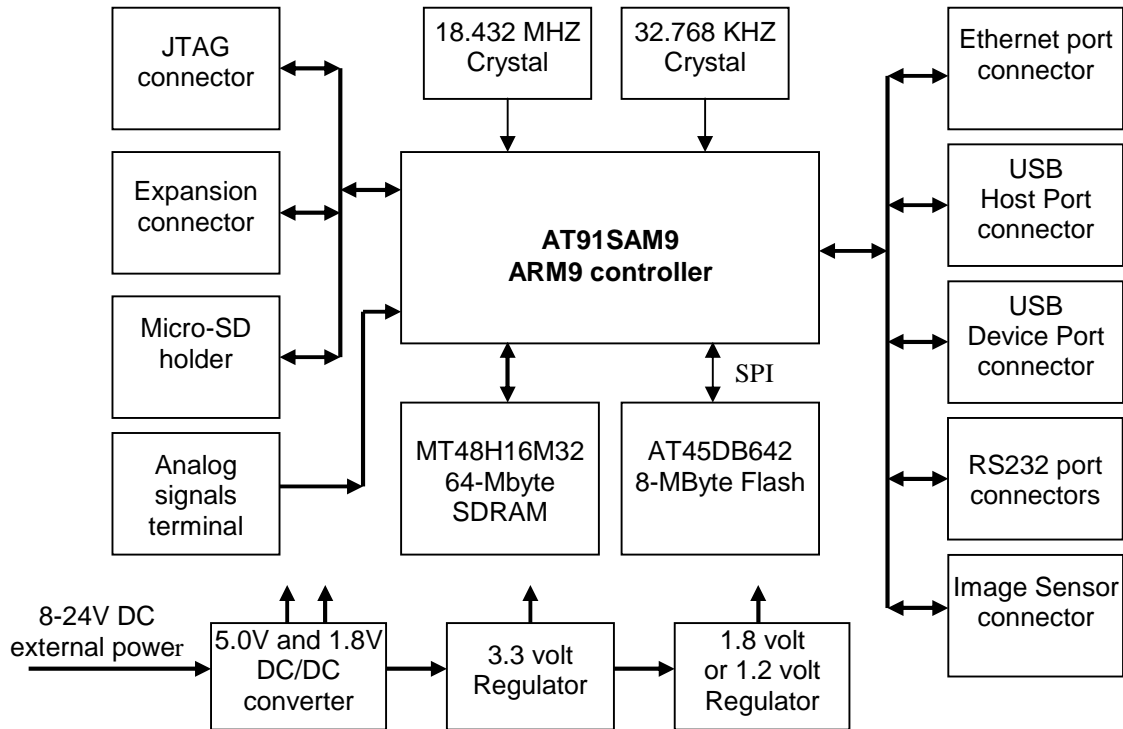 JTAG
connector
18.432 MHZ
Crystal
32.768 KHZ
Crystal
Ethernet port
connector
Expansion
connector
AT91SAM9
ARM9 controller
USB
Host Port
connector
Micro-SD
holder
USB
Device Port
connector
SPI
Analog
signals
terminal
MT48H16M32
64-Mbyte
SDRAM
AT45DB642
8-MByte Flash
RS232 port
connectors
Image Sensor
connector
8-24V DC
external power
5.0V and 1.8V
DC/DC
converter
3.3 volt
Regulator
1.8 volt
or 1.2 volt
Regulator